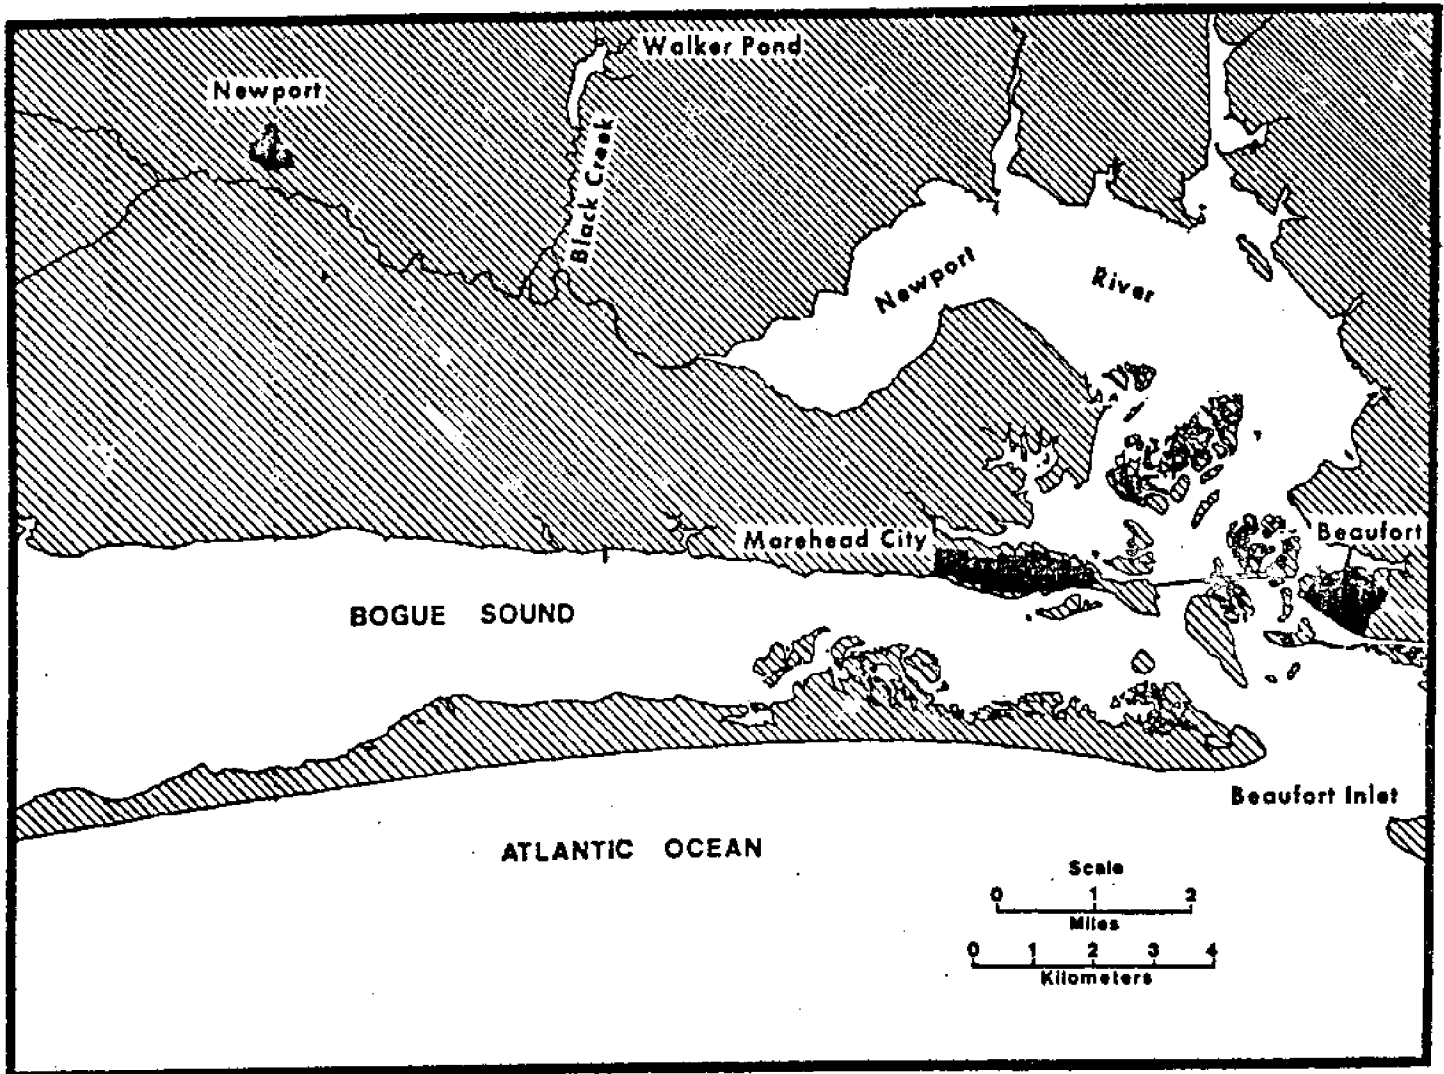 Walker Pond
Newport
Black Creek
Newport River
Morehead City
Beaufort
BOGUE SOUND
Beaufort Inlet
ATLANTIC OCEAN
Scale
0 1 2
Miles
0 1 2 3 4
Kilometers